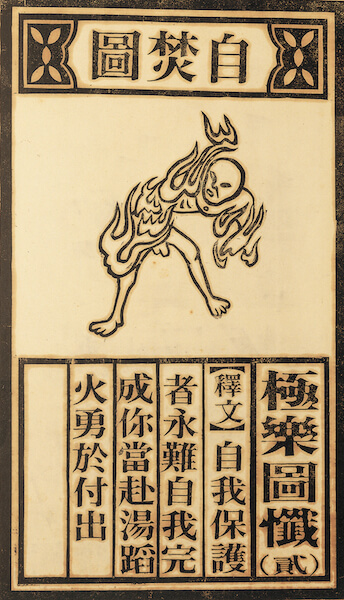 自焚圖
極樂圖懺(貳)
【釋文】自我保護
者永難自我完
成你當赴湯蹈
火勇於付出